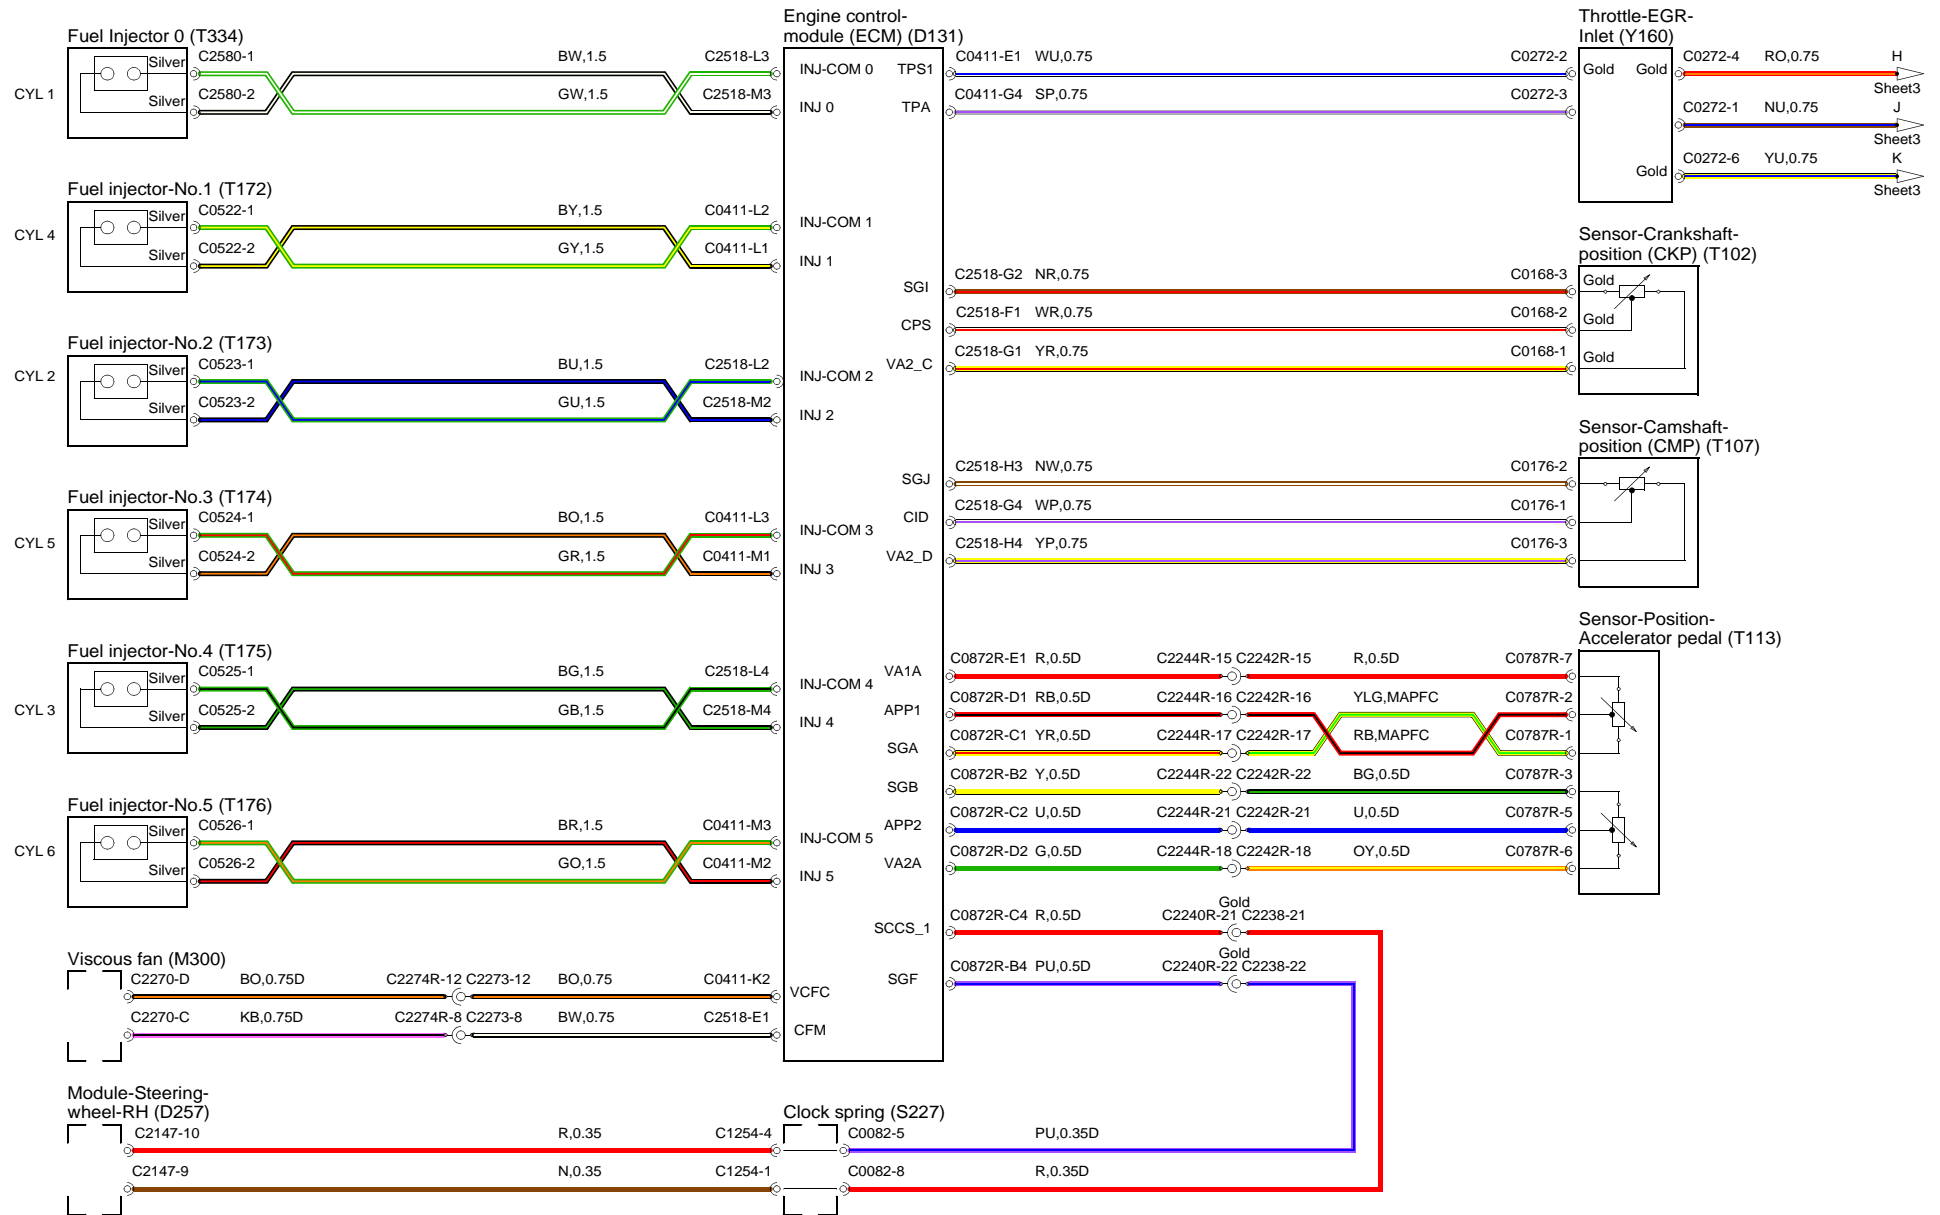 Fuel Injector 0 (T334)
CYL 1
Silver
Silver
C2580-1 BW,1.5 C2518-L3
C2580-2 GW,1.5 C2518-M3
Fuel injector-No.1 (T172)
CYL 4
Silver
Silver
C0522-1 BY,1.5 C0411-L2
C0522-2 GY,1.5 C0411-L1
Fuel injector-No.2 (T173)
CYL 2
Silver
Silver
C0523-1 BU,1.5 C2518-L2
C0523-2 GU,1.5 C2518-M2
Fuel injector-No.3 (T174)
CYL 5
Silver
Silver
C0524-1 BO,1.5 C0411-L3
C0524-2 GR,1.5 C0411-M1
Fuel injector-No.4 (T175)
CYL 3
Silver
Silver
C0525-1 BG,1.5 C2518-L4
C0525-2 GB,1.5 C2518-M4
Fuel injector-No.5 (T176)
CYL 6
Silver
Silver
C0526-1 BR,1.5 C0411-M3
C0526-2 GO,1.5 C0411-M2
Viscous fan (M300)
C2270-D BO,0.75D C2274R-12 C2273-12 BO,0.75 C0411-K2
C2270-C KB,0.75D C2274R-8 C2273-8 BW,0.75 C2518-E1
Module-Steering-
wheel-RH (D257)
C2147-10 R,0.35 C1254-4
C2147-9 N,0.35 C1254-1
Engine control-
module (ECM) (D131)
INJ-COM 0
INJ 0
INJ-COM 1
INJ 1
INJ-COM 2
INJ 2
INJ-COM 3
INJ 3
INJ-COM 4
INJ 4
INJ-COM 5
INJ 5
VCFC
CFM
TPS1
TPA
SGI
CPS
VA2_C
SGJ
CID
VA2_D
VA1A
APP1
SGA
SGB
APP2
VA2A
SCCS_1
SGF
Clock spring (S227)
C0082-5 PU,0.35D
C0082-8 R,0.35D
C0411-E1 WU,0.75 C0272-2
C0411-G4 SP,0.75 C0272-3
C2518-G2 NR,0.75 C0168-3
C2518-F1 WR,0.75 C0168-2
C2518-G1 YR,0.75 C0168-1
C2518-H3 NW,0.75 C0176-2
C2518-G4 WP,0.75 C0176-1
C2518-H4 YP,0.75 C0176-3
C0872R-E1 R,0.5D C2244R-15 C2242R-15 R,0.5D C0787R-7
C0872R-D1 RB,0.5D C2244R-16 C2242R-16 YLG,MAPFC C0787R-2
C0872R-C1 YR,0.5D C2244R-17 C2242R-17 RB,MAPFC C0787R-1
C0872R-B2 Y,0.5D C2244R-22 C2242R-22 BG,0.5D C0787R-3
C0872R-C2 U,0.5D C2244R-21 C2242R-21 U,0.5D C0787R-5
C0872R-D2 G,0.5D C2244R-18 C2242R-18 OY,0.5D C0787R-6
Gold
C0872R-C4 R,0.5D C2240R-21 C2238-21
Gold
C0872R-B4 PU,0.5D C2240R-22 C2238-22
Throttle-EGR-
Inlet (Y160)
Gold Gold
Gold
C0272-4 RO,0.75 H
Sheet3
C0272-1 NU,0.75 J
Sheet3
C0272-6 YU,0.75 K
Sheet3
Sensor-Crankshaft-
position (CKP) (T102)
Gold
Gold
Gold
Sensor-Camshaft-
position (CMP) (T107)
Sensor-Position-
Accelerator pedal (T113)